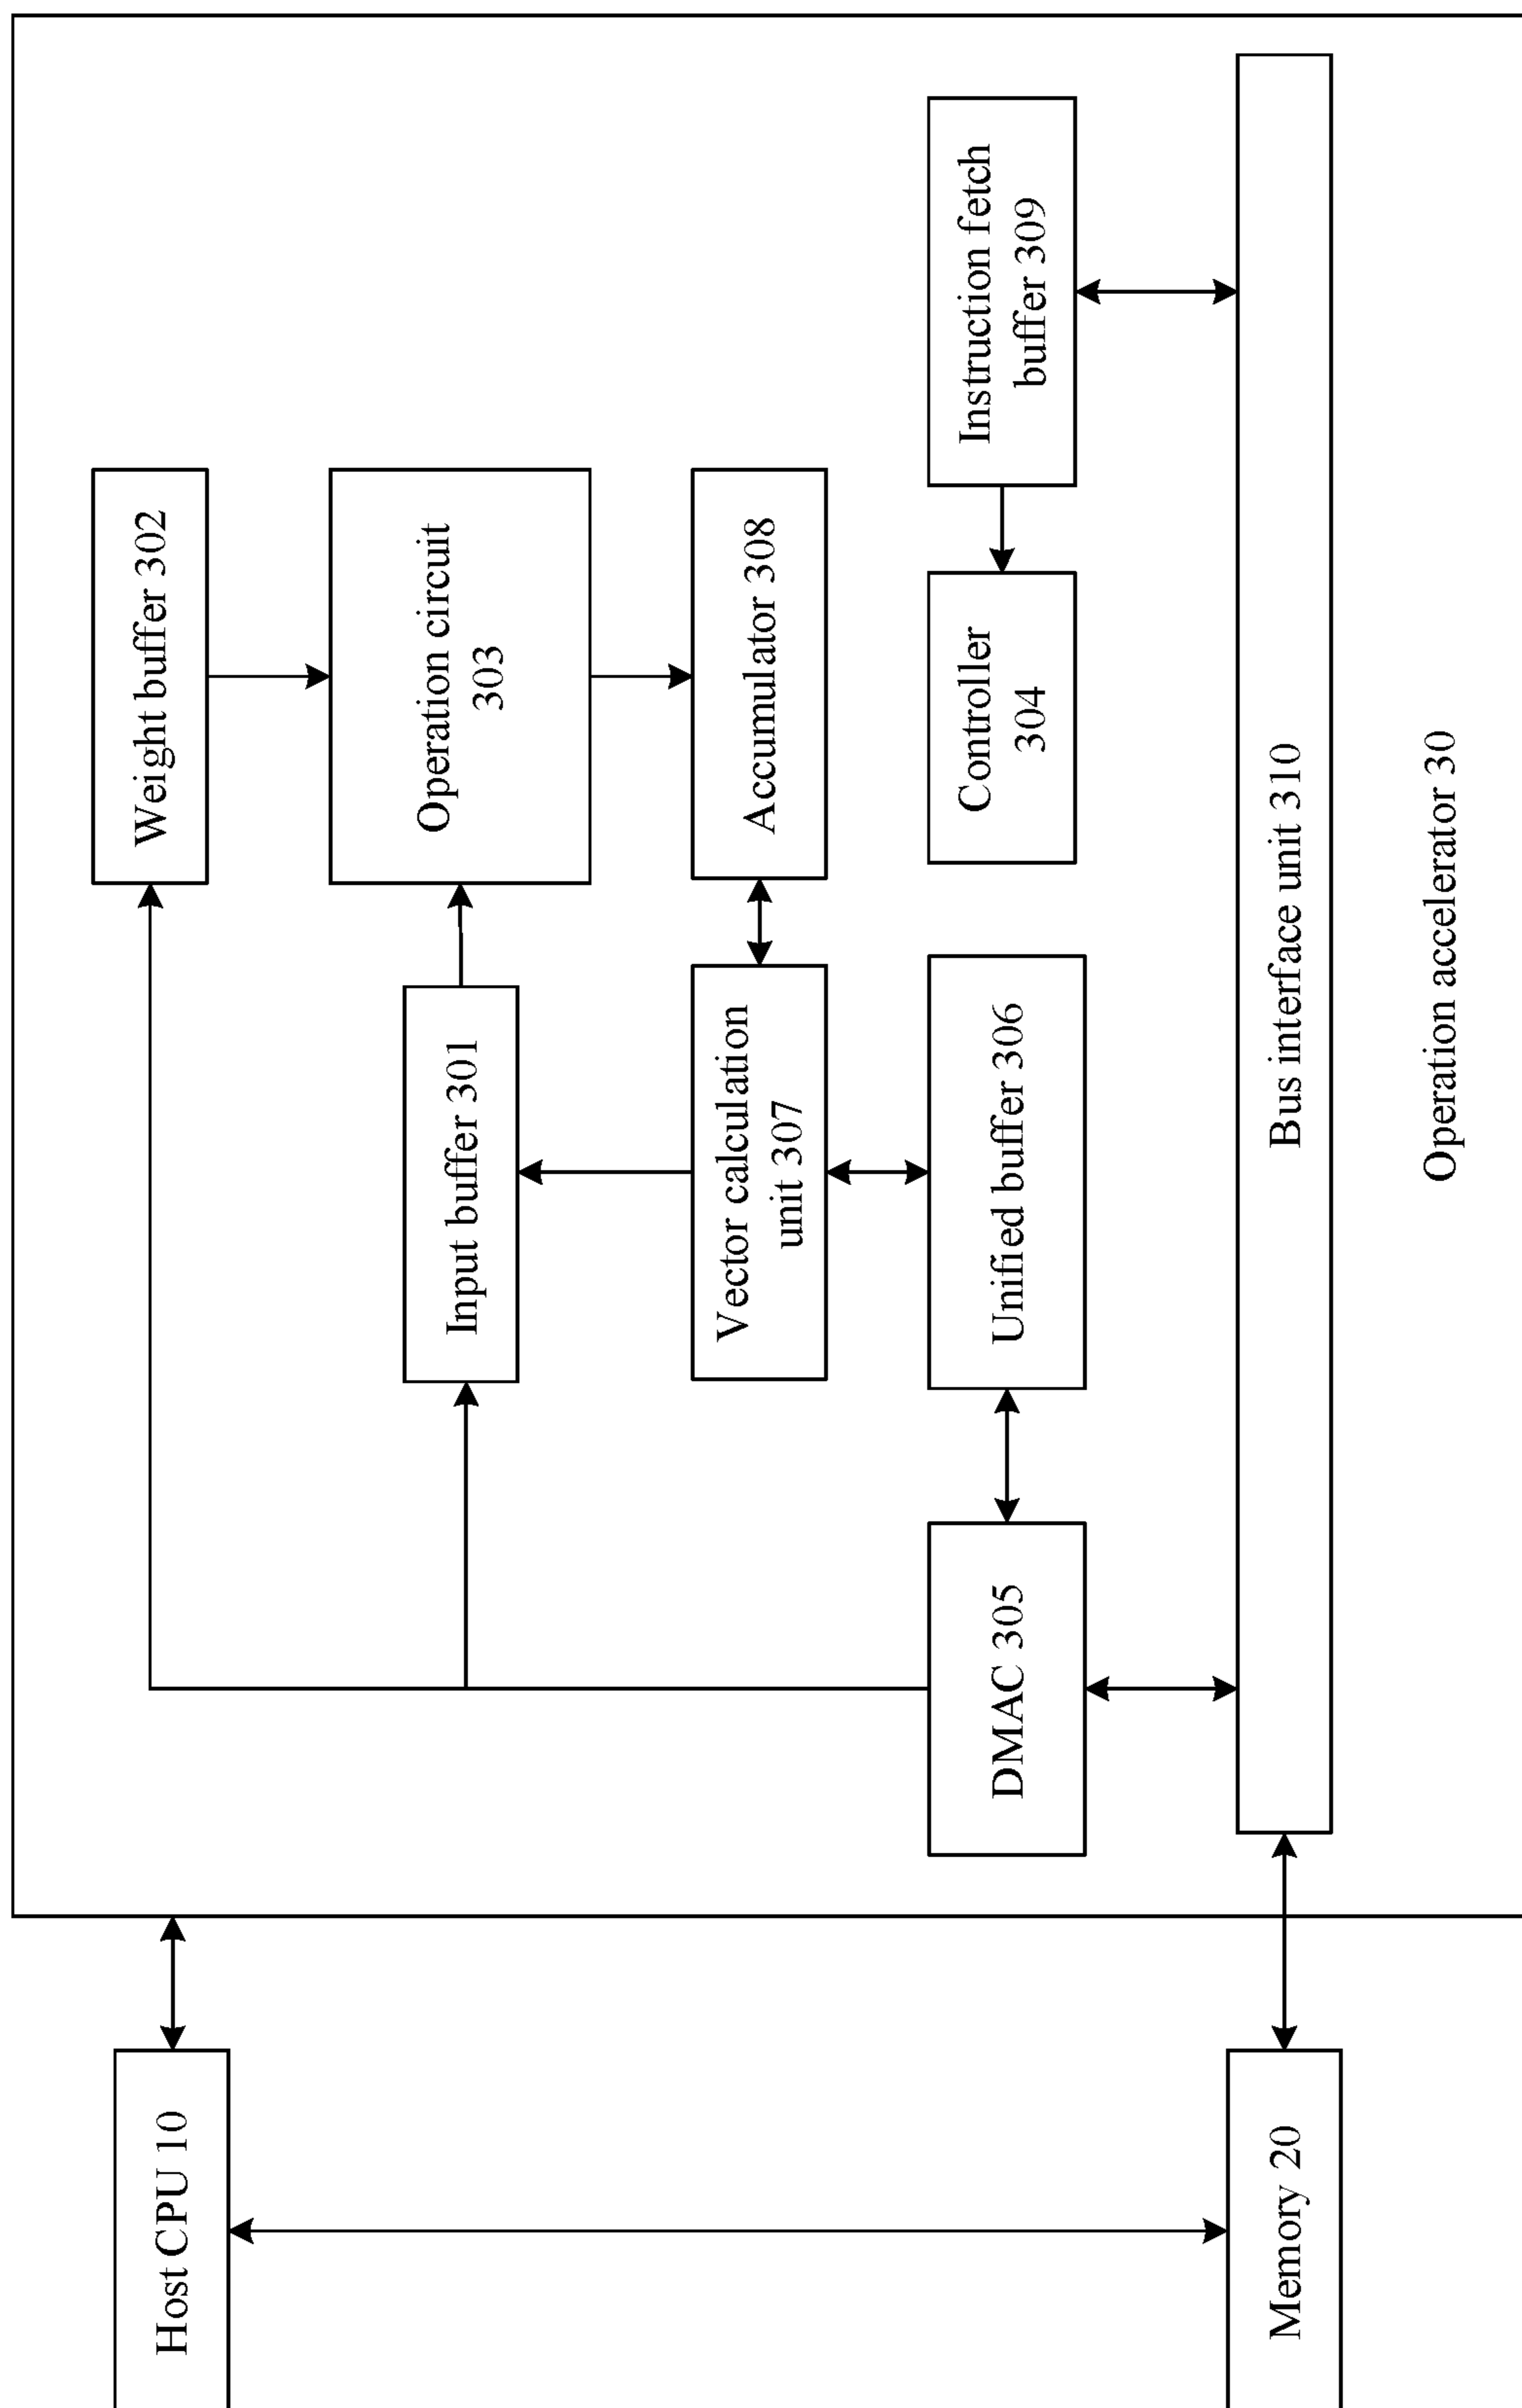 Host CPU 10
Memory 20
Weight buffer 302
Input buffer 301
Operation circuit
303
Vector calculation
unit 307
Accumulator 308
DMAC 305
Unified buffer 306
Controller
304
Instruction fetch
buffer 309
Bus interface unit 310
Operation accelerator 30